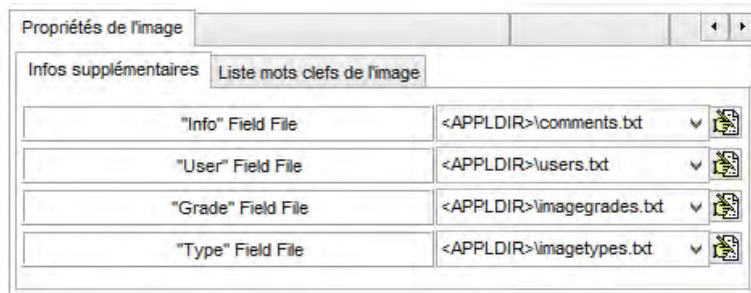 Propriétés de l'image
Infos supplémentaires Liste mots clefs de l'image
"Info" Field File <APPLDIR>\comments.txt
"User" Field File <APPLDIR>\users.txt
"Grade" Field File <APPLDIR>\imagegrades.txt
"Type" Field File <APPLDIR>\imagetypes.txt